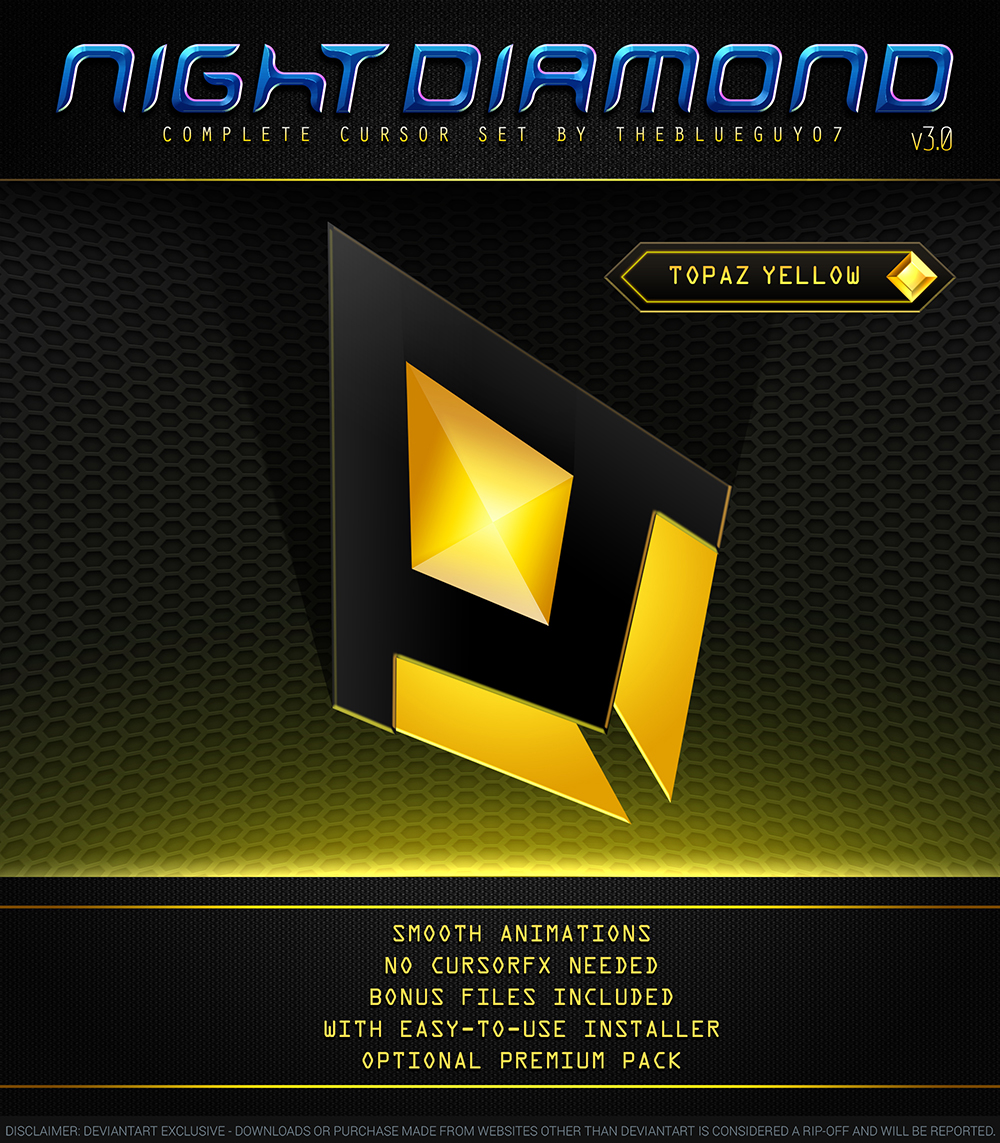 NIGHT DIAMOND
COMPLETE CURSOR SET BY THEBLUEGUY07
v3.0
TOPAZ YELLOW
SMOOTH ANIMATIONS
NO CURSORFX NEEDED
BONUS FILES INCLUDED
WITH EASY-TO-USE INSTALLER
OPTIONAL PREMIUM PACK
DISCLAIMER: DEVIANTART EXCLUSIVE - DOWNLOADS OR PURCHASE MADE FROM WEBSITES OTHER THAN DEVIANTART IS CONSIDERED A RIP-OFF AND WILL BE REPORTED.